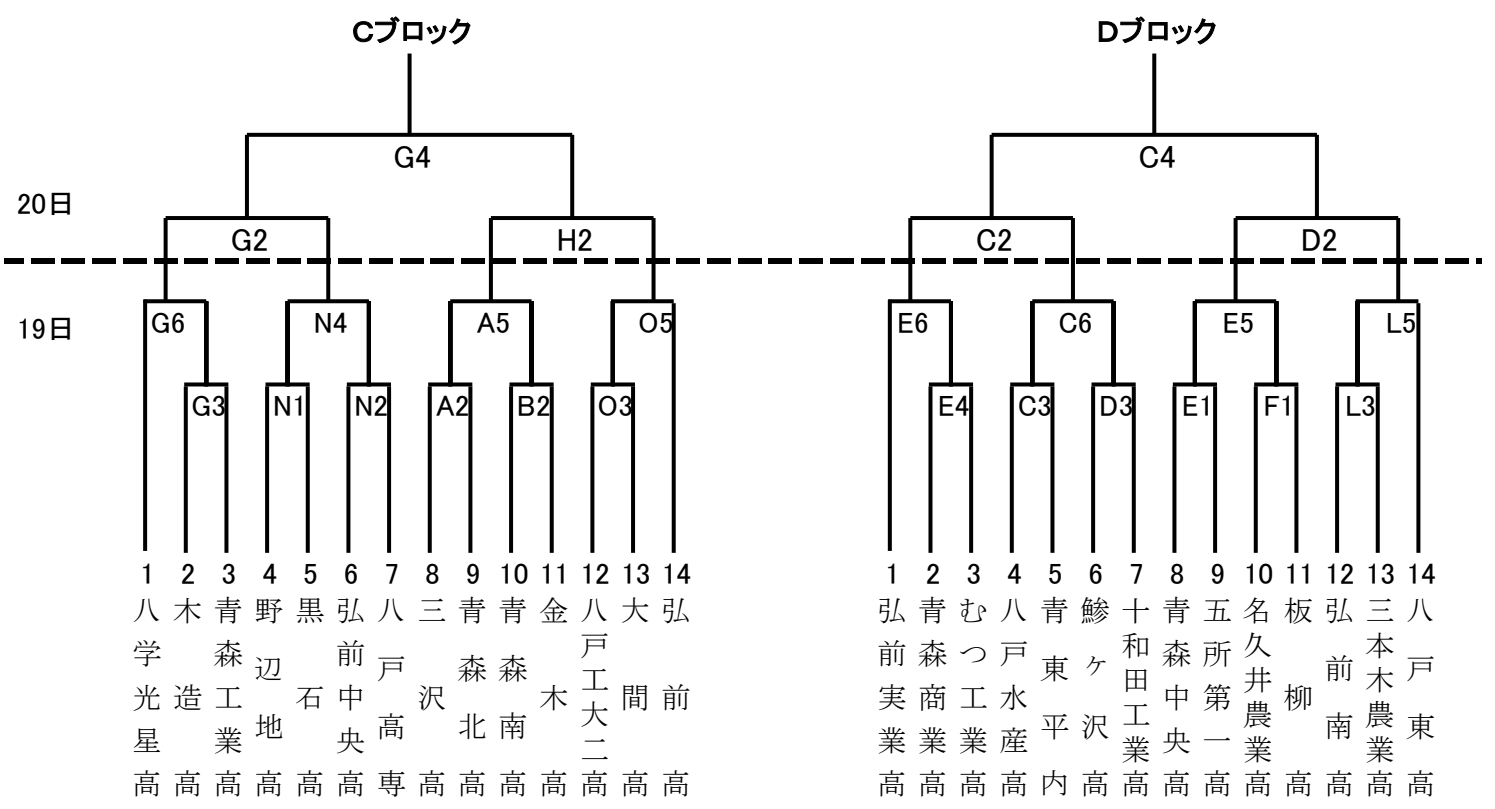 Cブロック
Dブロック
G4
C4
20日
G2
H2
C2
D2
19日
G6
N4
A5
O5
E6
C6
E5
L5
G3
N1
N2
A2
B2
O3
E4
C3
D3
E1
F1
L3
1 2 3 4 5 6 7 8 9 10 11 12 13 14
1 2 3 4 5 6 7 8 9 10 11 12 13 14
八学光星高
木造高
青森工業高
野辺地高
黒石高
弘前中央高
八戸高専
三沢高
青森北高
青森南高
金木高
八戸工大二高
大間高
弘前高
弘前実業高
青森商業高
むつ工業高
八戸水産高
青東平内
鯵ヶ沢高
十和田工業高
青森中央高
五所第一高
名久井農業高
板柳高
弘前南高
三本木農業高
八戸東高